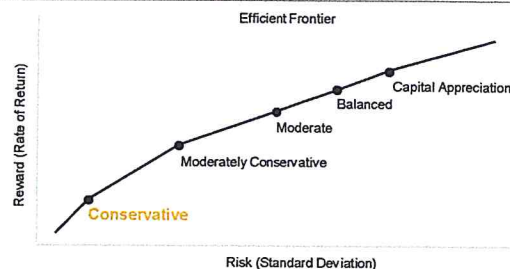 Efficient Frontier
Reward (Rate of Return)
Capital Appreciation
Balanced
Moderate
Moderately Conservative
Conservative
Risk (Standard Deviation)